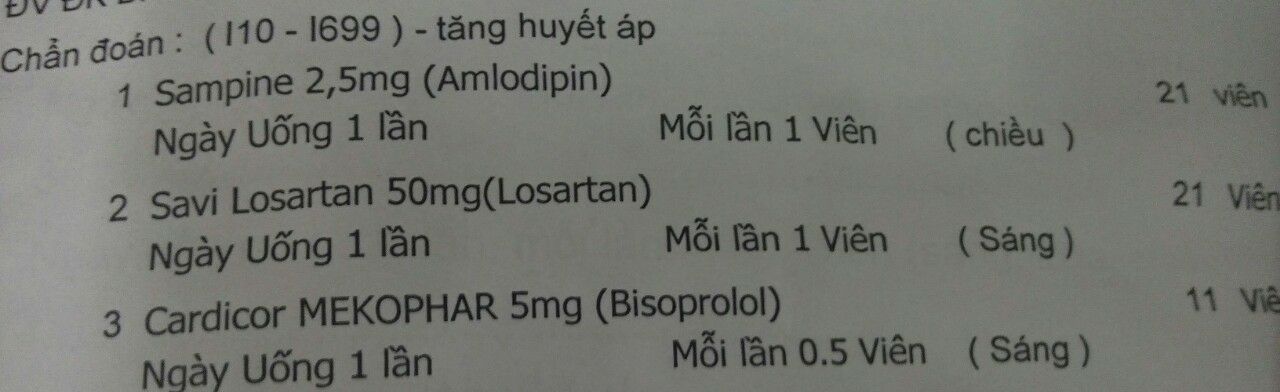 Chẩn đoán : ( I10 - I699 ) - tăng huyết áp
1 Sampine 2,5mg (Amlodipin) 21 viên
Ngày Uống 1 lần Mỗi lần 1 Viên ( chiều )
2 Savi Losartan 50mg(Losartan) 21 Viên
Ngày Uống 1 lần Mỗi lần 1 Viên ( Sáng )
3 Cardicor MEKOPHAR 5mg (Bisoprolol) 11 Viê
Ngày Uống 1 lần Mỗi lần 0.5 Viên ( Sáng )